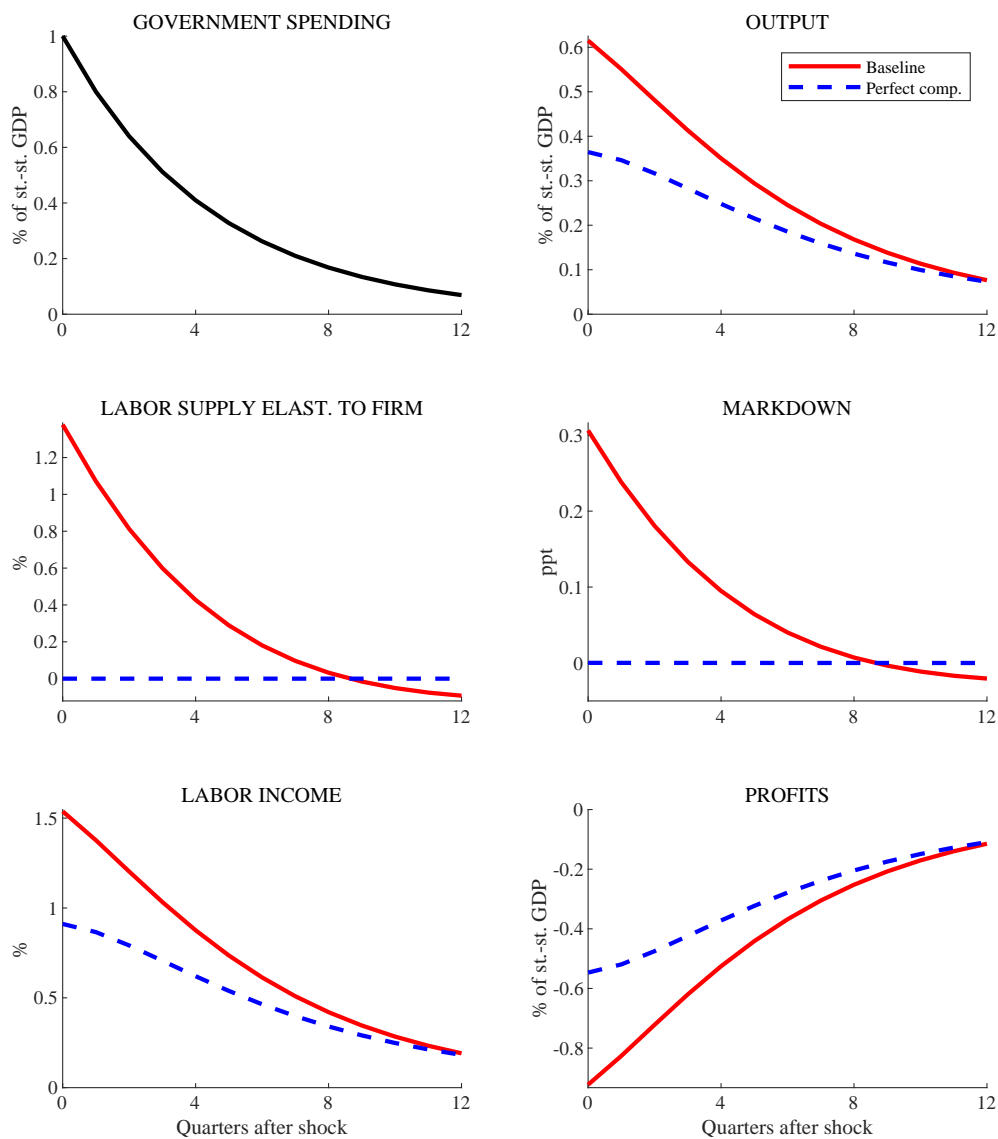 GOVERNMENT SPENDING
% of st.-st. GDP
1
0.8
0.6
0.4
0.2
0
0 4 8 12
OUTPUT
% of st.-st. GDP
0.6
0.5
0.4
0.3
0.2
0.1
0
0 4 8 12
Baseline
Perfect comp.
LABOR SUPPLY ELAST. TO FIRM
%
1.2
1
0.8
0.6
0.4
0.2
0
0 4 8 12
MARKDOWN
ppt
0.3
0.2
0.1
0
0 4 8 12
LABOR INCOME
%
1.5
1
0.5
0
0 4 8 12
Quarters after shock
PROFITS
% of st.-st. GDP
0
-0.2
-0.4
-0.6
-0.8
0 4 8 12
Quarters after shock